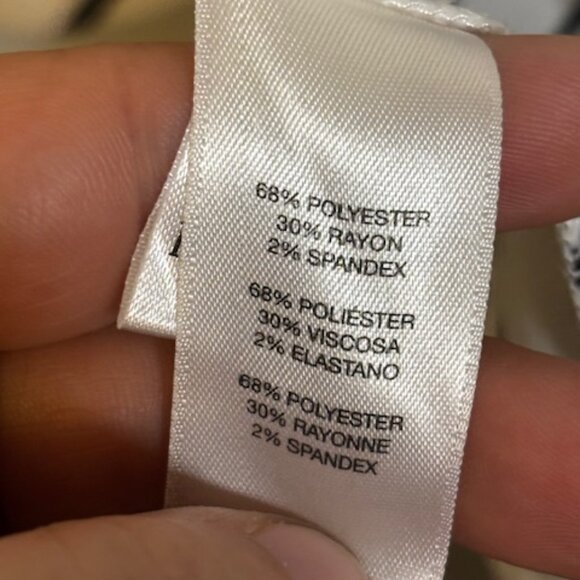 68% POLYESTER
30% RAYON
2% SPANDEX
68% POLIESTER
30% VISCOSA
2% ELASTANO
68% POLYESTER
30% RAYONNE
2% SPANDEX